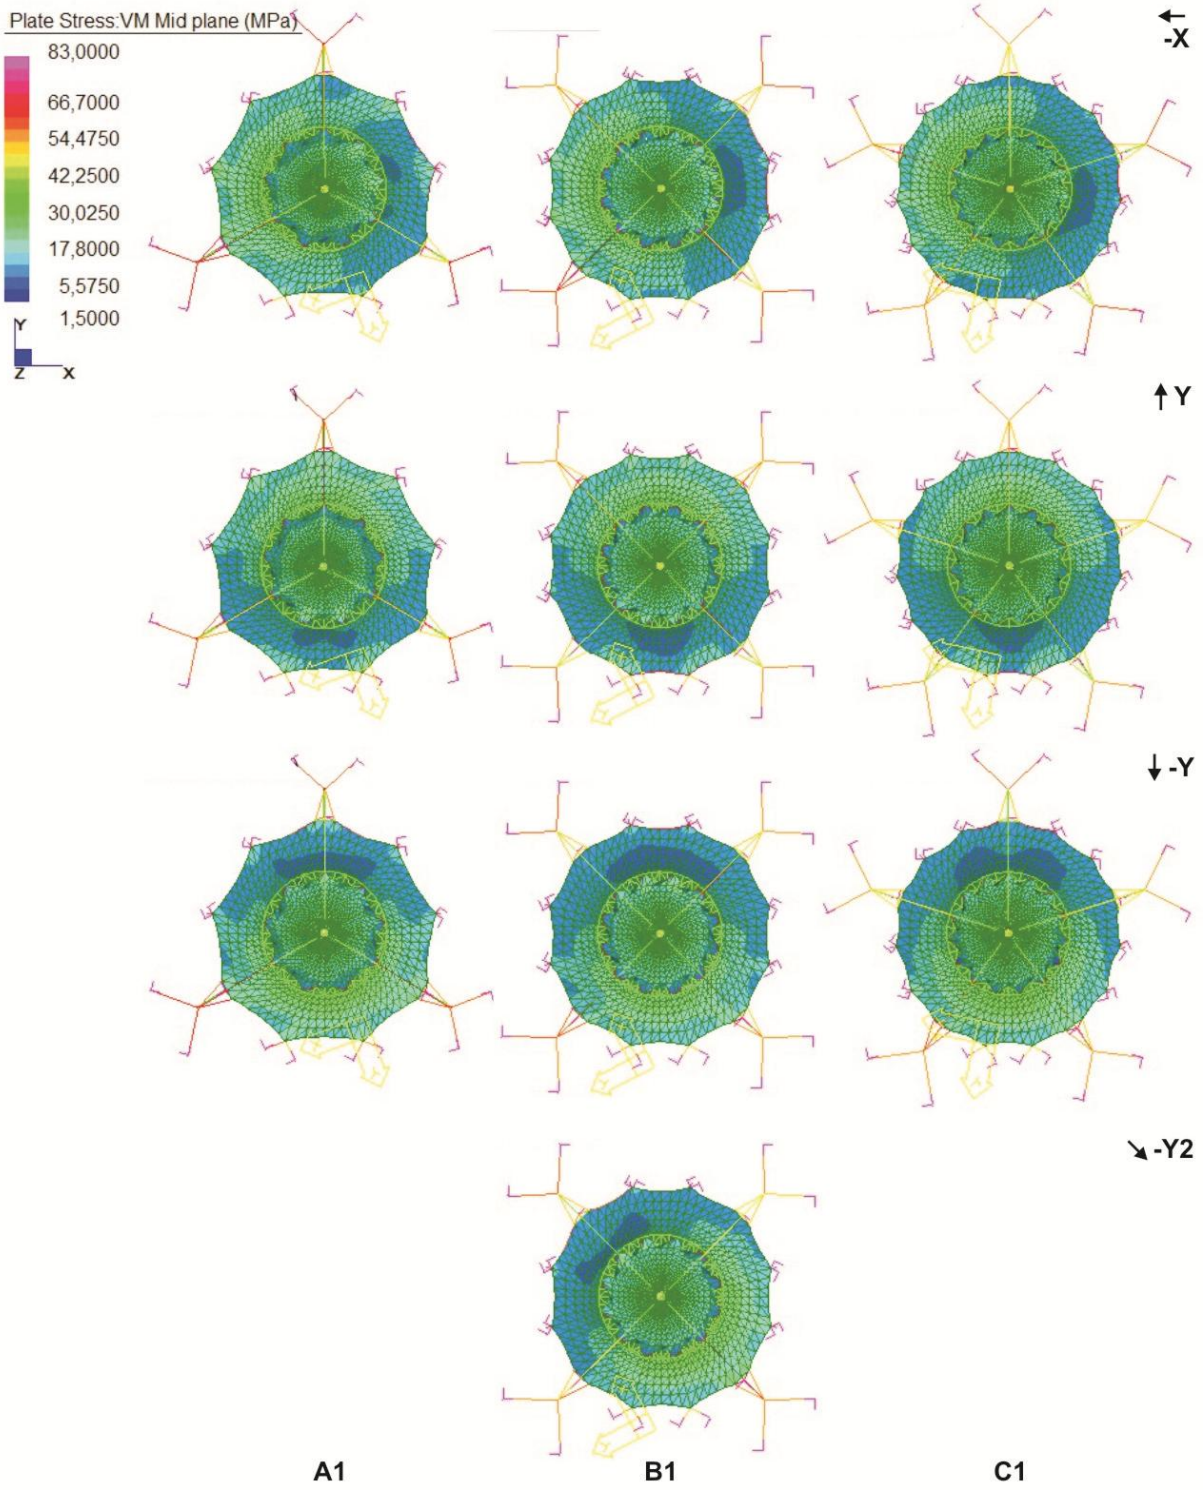 Plate Stress:VM Mid plane (MPa)
83,0000
66,7000
54,4750
42,2500
30,0250
17,8000
5,5750
1,5000
Y
Z X
-X
Y
-Y
-Y2
A1 B1 C1